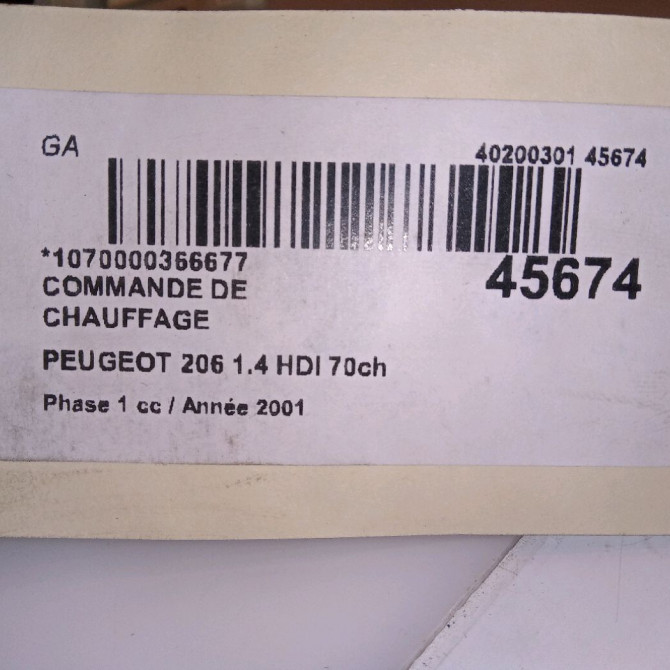 GA
40200301 45674
*1070000366677
45674
COMMANDE DE
CHAUFFAGE
PEUGEOT 206 1.4 HDI 70ch
Phase 1 cc / Année 2001